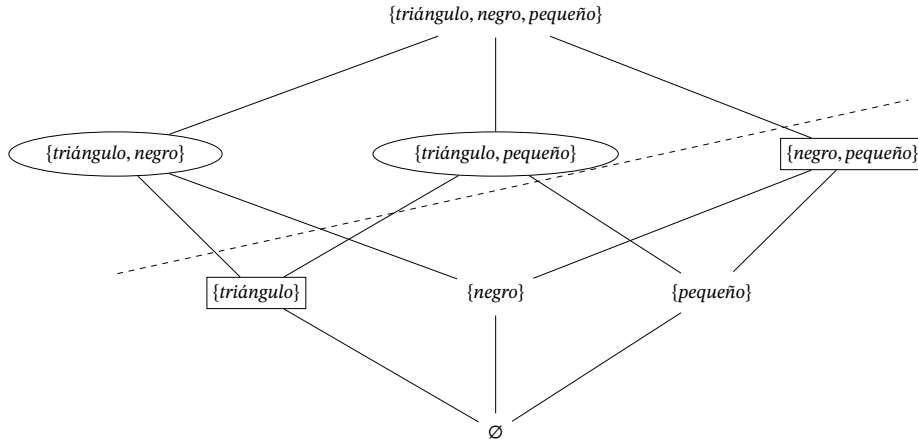 {triángulo, negro, pequeño}
{triángulo, negro} {triángulo, pequeño} {negro, pequeño}
{triángulo} {negro} {pequeño}
∅